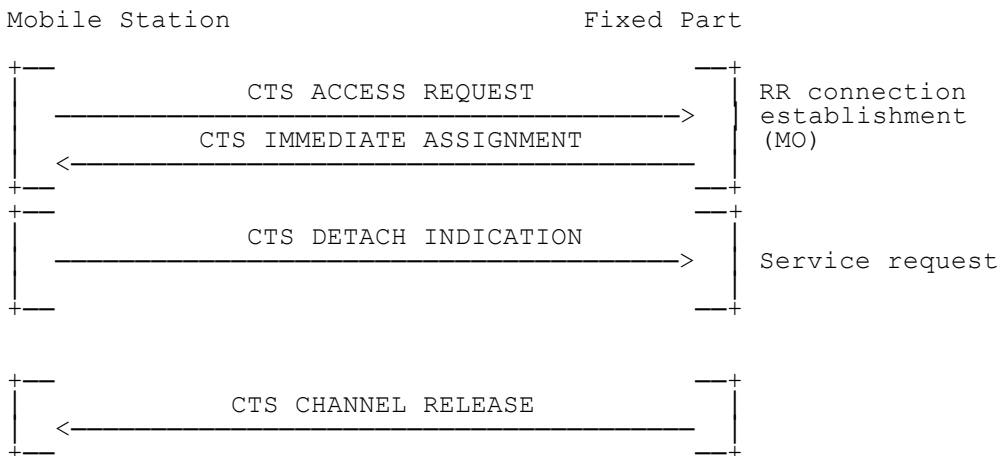 Mobile Station Fixed Part
CTS ACCESS REQUEST RR connection
establishment
CTS IMMEDIATE ASSIGNMENT (MO)
CTS DETACH INDICATION
Service request
CTS CHANNEL RELEASE